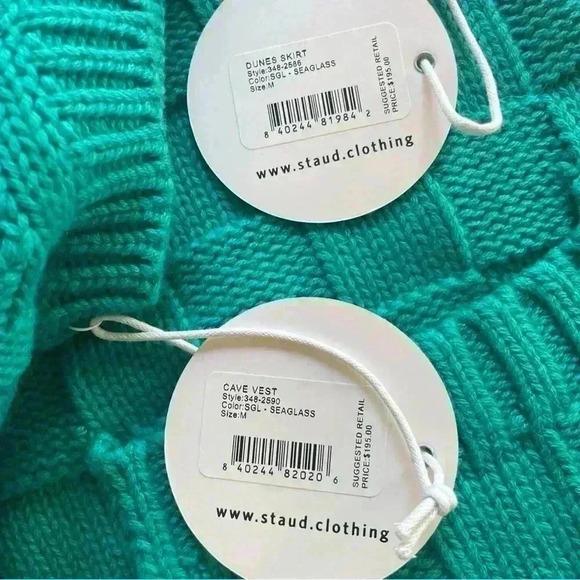 DUNES SKIRT
Style:348-2586
Color:SGL - SEAGLASS
Size:M
8 40244 81984 2
SUGGESTED RETAIL
PRICE:$195.00
www.staud.clothing
CAVE VEST
Style:348-2590
Color:SGL - SEAGLASS
Size:M
8 40244 82020 6
SUGGESTED RETAIL
PRICE:$195.00
www.staud.clothing